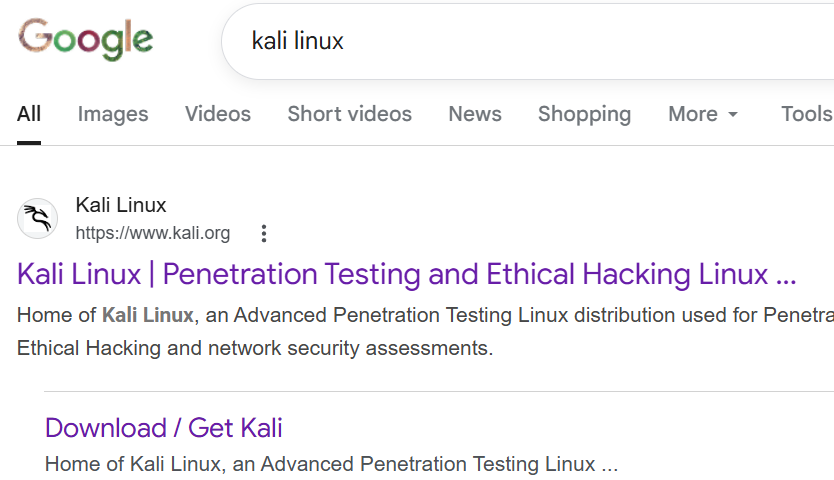 Google
kali linux
All Images Videos Short videos News Shopping More Tools
Kali Linux
https://www.kali.org
Kali Linux | Penetration Testing and Ethical Hacking Linux ...
Home of Kali Linux, an Advanced Penetration Testing Linux distribution used for Penetra
Ethical Hacking and network security assessments.
Download / Get Kali
Home of Kali Linux, an Advanced Penetration Testing Linux ...